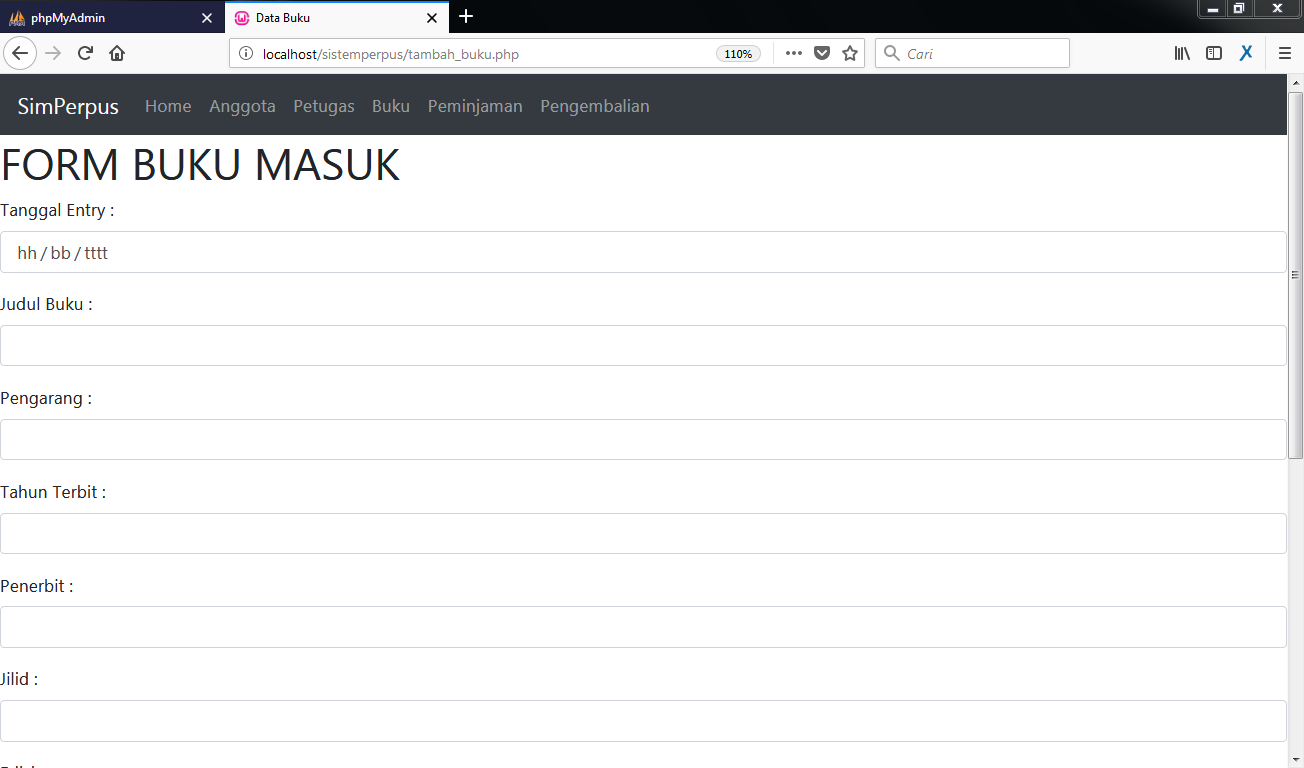 phpMyAdmin
Data Buku
localhost/sistemperpus/tambah_buku.php
110%
Cari
SimPerpus Home Anggota Petugas Buku Peminjaman Pengembalian
FORM BUKU MASUK
Tanggal Entry :
hh / bb / tttt
Judul Buku :
Pengarang :
Tahun Terbit :
Penerbit :
Jilid :